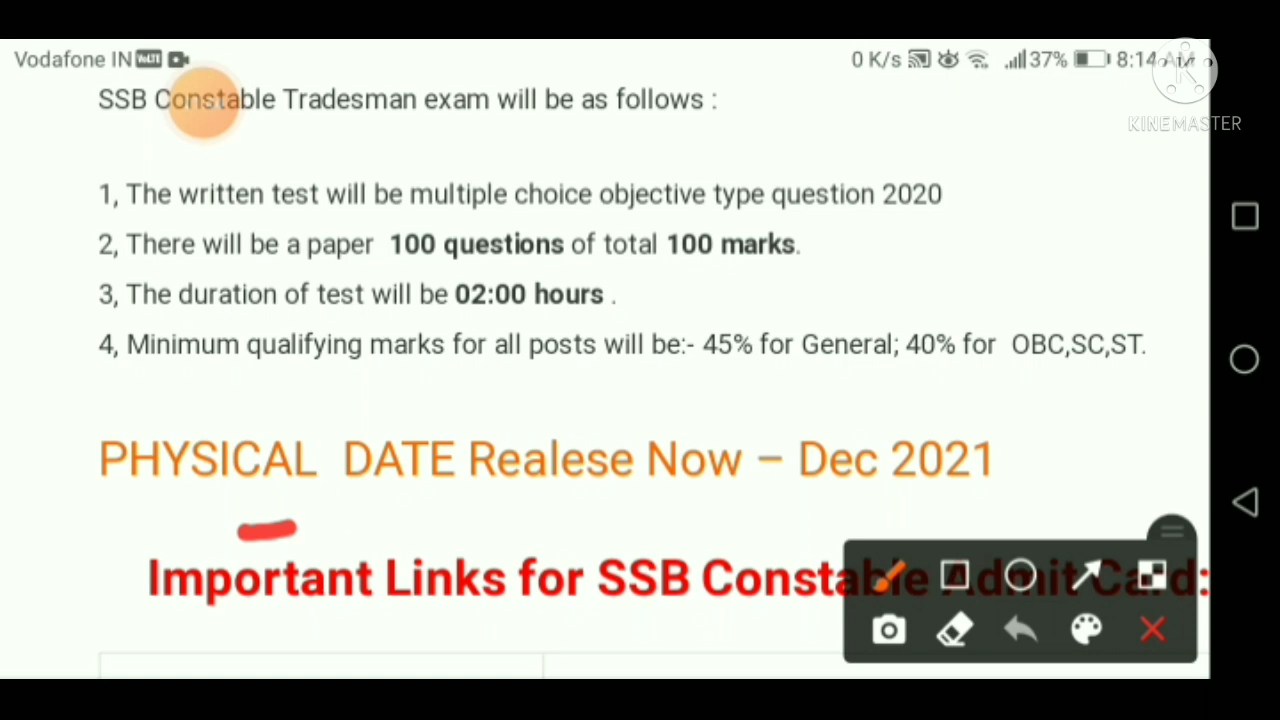 Vodafone IN VoLTE 0 K/s 37% 8:14 AM
KINEMASTER
SSB Constable Tradesman exam will be as follows :
1, The written test will be multiple choice objective type question 2020
2, There will be a paper 100 questions of total 100 marks.
3, The duration of test will be 02:00 hours .
4, Minimum qualifying marks for all posts will be:- 45% for General; 40% for OBC,SC,ST.
PHYSICAL DATE Realese Now – Dec 2021
Important Links for SSB Constable Admit Card: